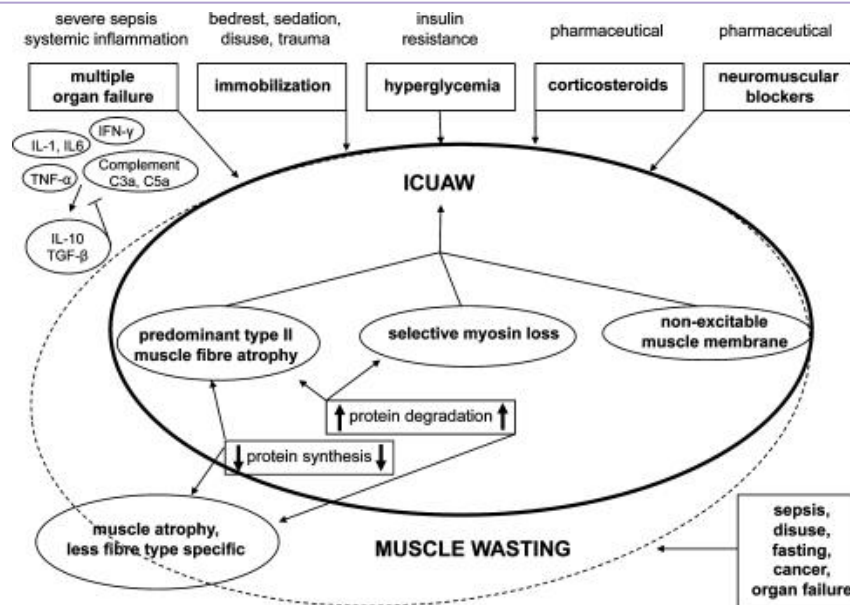 severe sepsis
systemic inflammation
bedrest, sedation,
disuse, trauma
insulin
resistance
pharmaceutical
pharmaceutical
multiple
organ failure
immobilization
hyperglycemia
corticosteroids
neuromuscular
blockers
IFN-γ
IL-1, IL6
TNF-α
Complement
C3a, C5a
IL-10
TGF-β
ICUAW
predominant type II
muscle fibre atrophy
selective myosin loss
non-excitable
muscle membrane
protein degradation
protein synthesis
muscle atrophy,
less fibre type specific
MUSCLE WASTING
sepsis,
disuse,
fasting,
cancer,
organ failure